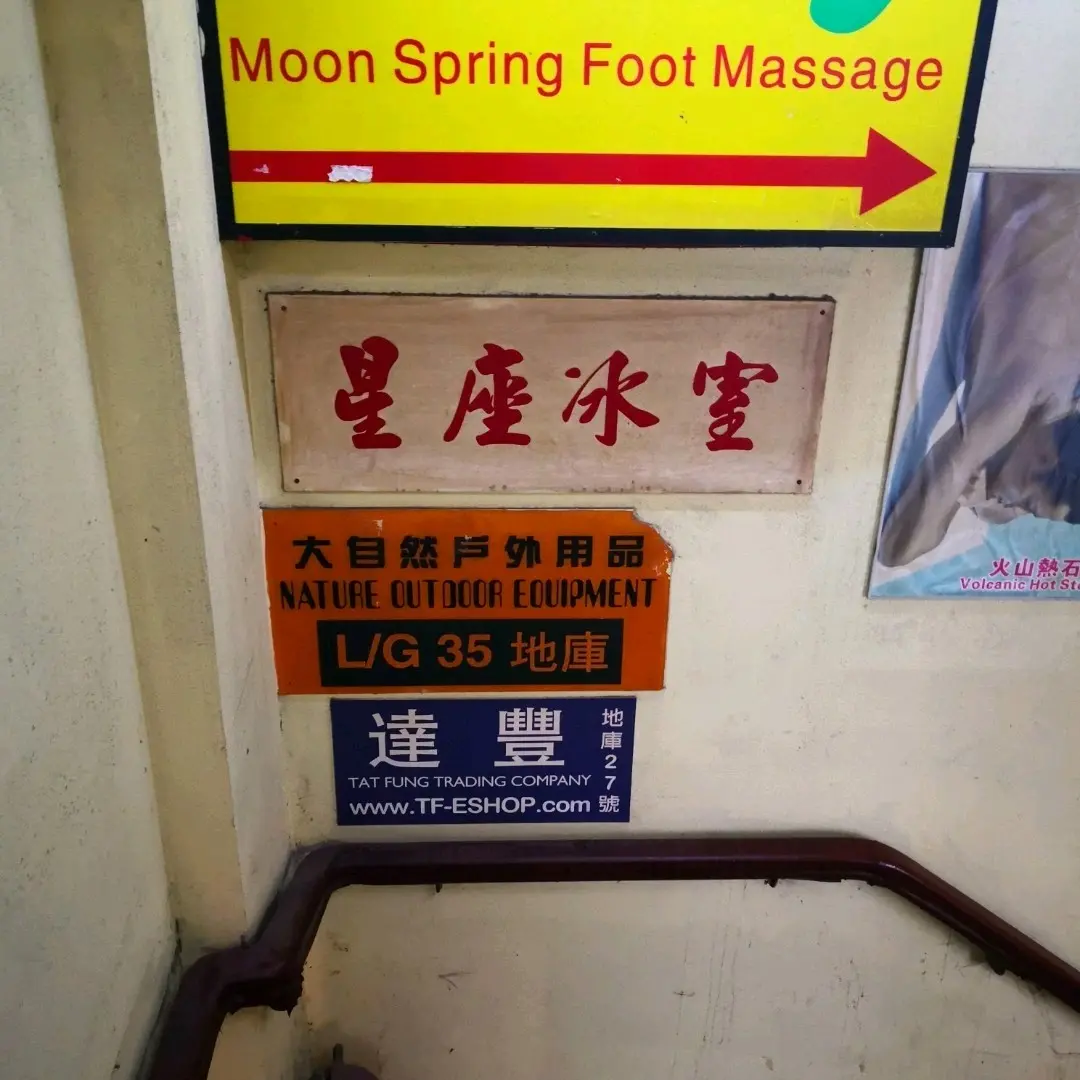 Moon Spring Foot Massage
星座冰室
大自然戶外用品
NATURE OUTDOOR EQUIPMENT
L/G 35 地庫
達豐
TAT FUNG TRADING COMPANY
www.TF-ESHOP.com
地庫27號
火山熱石
Volcanic Hot